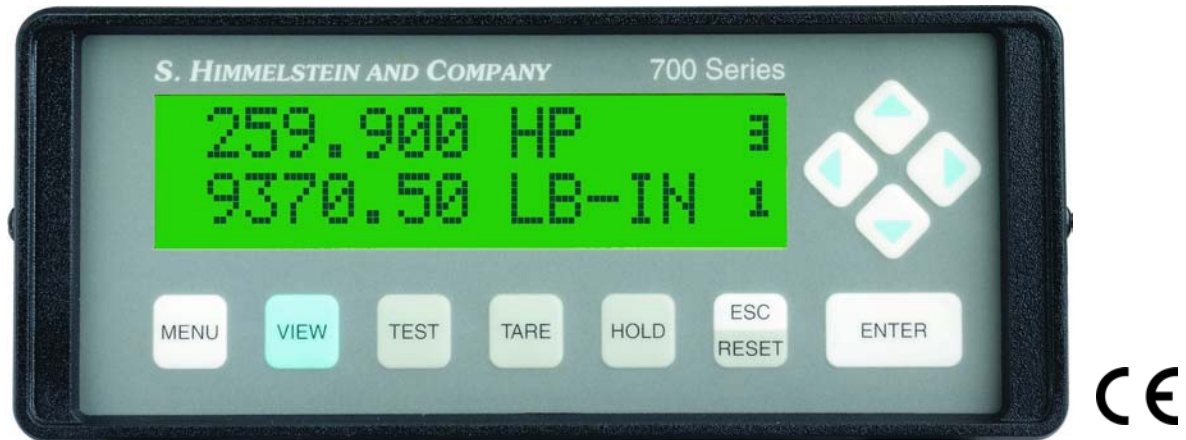 S. HIMMELSTEIN AND COMPANY 700 Series
259.900 HP 3
9370.50 LB-IN 1
MENU VIEW TEST TARE HOLD ESC RESET ENTER
CE